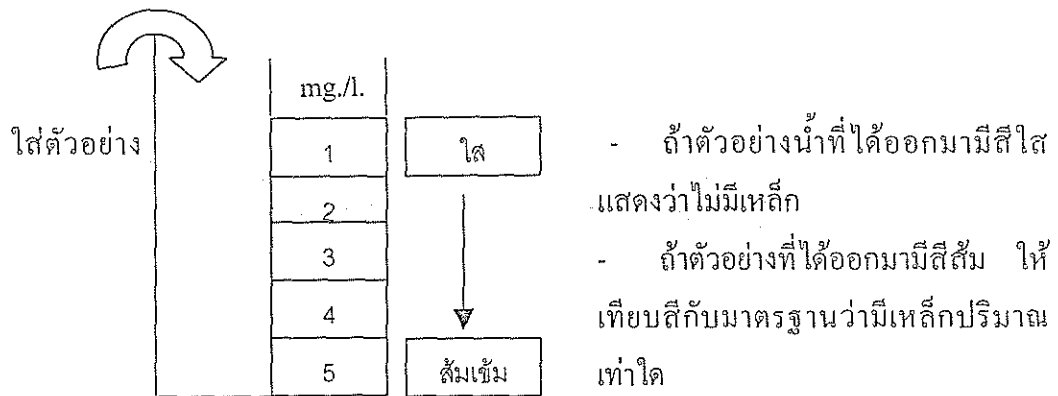 mg./l.
ใส่ตัวอย่าง
1
ใส
2
3
4
5
ส้มเข้ม
- ถ้าตัวอย่างน้ำที่ได้ออกมามีสีใส
แสดงว่าไม่มีเหล็ก
- ถ้าตัวอย่างที่ได้ออกมามีสีส้ม ให้
เทียบสีกับมาตรฐานว่ามีเหล็กปริมาณ
เท่าใด